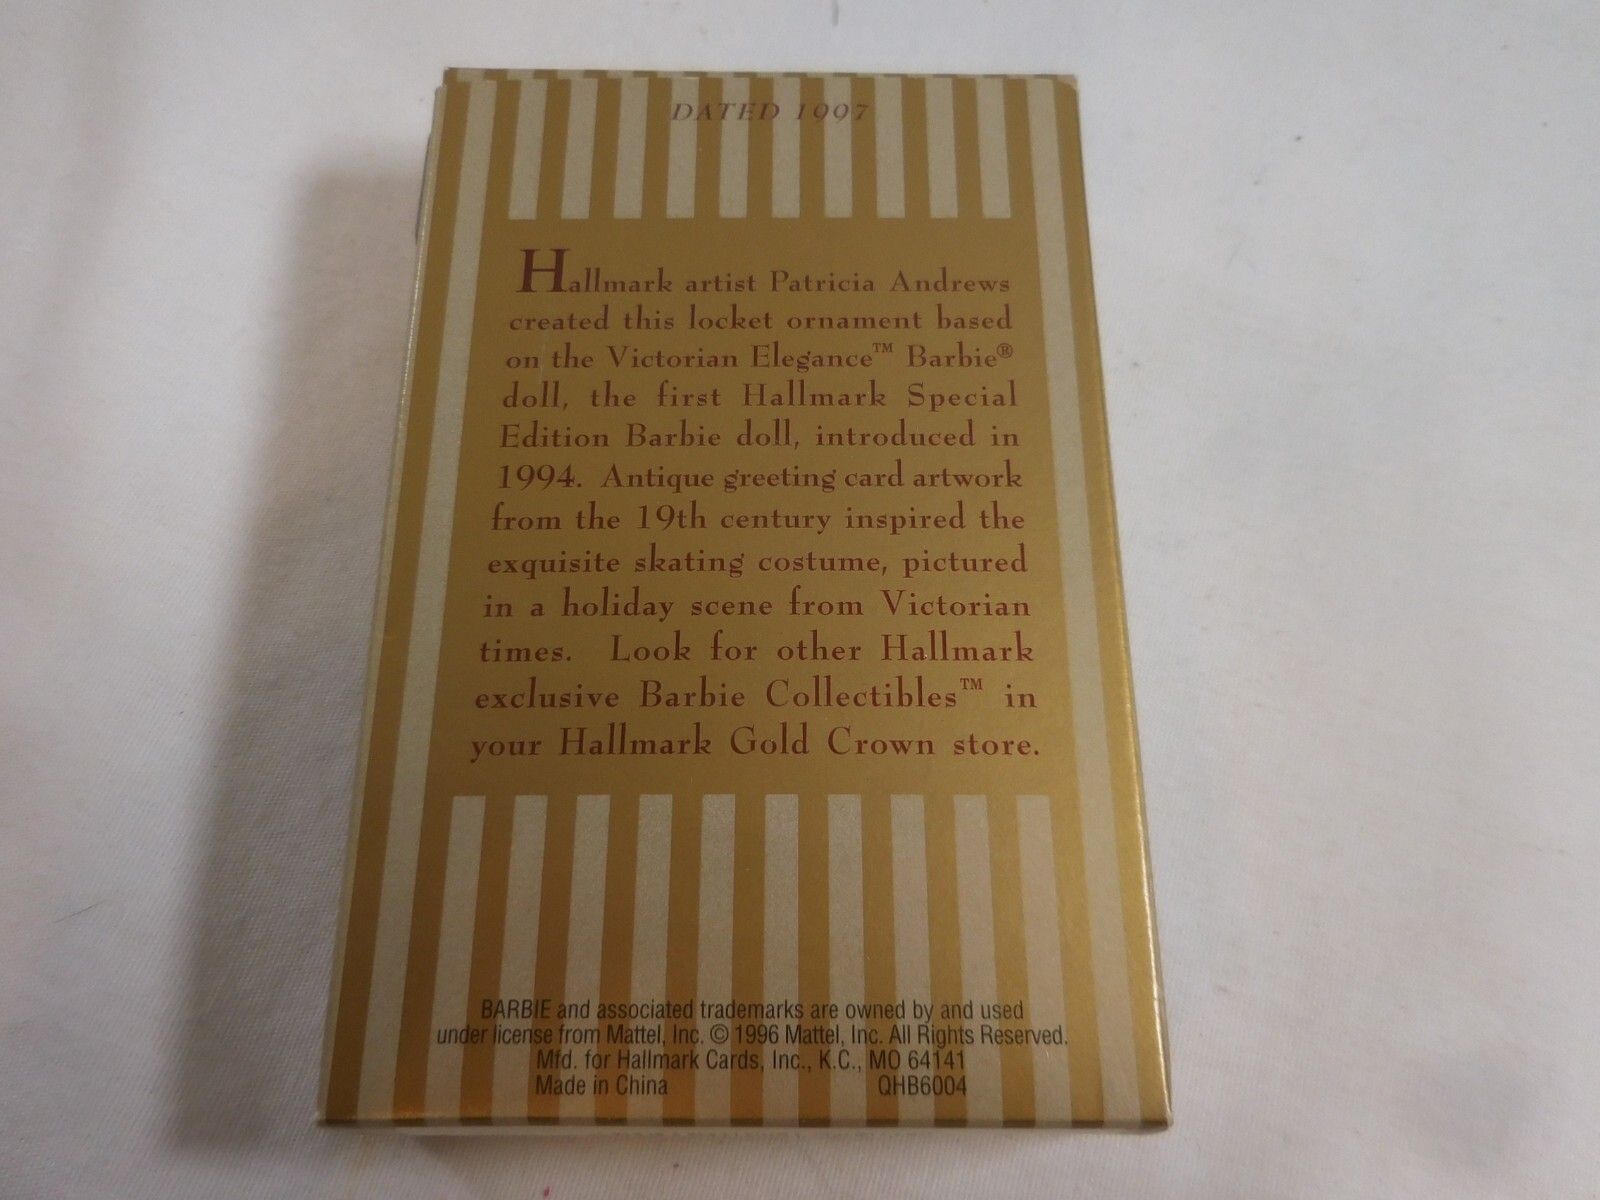 DATED 1997
Hallmark artist Patricia Andrews
created this locket ornament based
on the Victorian Elegance™ Barbie®
doll, the first Hallmark Special
Edition Barbie doll, introduced in
1994. Antique greeting card artwork
from the 19th century inspired the
exquisite skating costume, pictured
in a holiday scene from Victorian
times. Look for other Hallmark
exclusive Barbie Collectibles™ in
your Hallmark Gold Crown store.
BARBIE and associated trademarks are owned by and used
under license from Mattel, Inc. © 1996 Mattel, Inc. All Rights Reserved.
Mfd. for Hallmark Cards, Inc., K.C., MO 64141
Made in China QHB6004